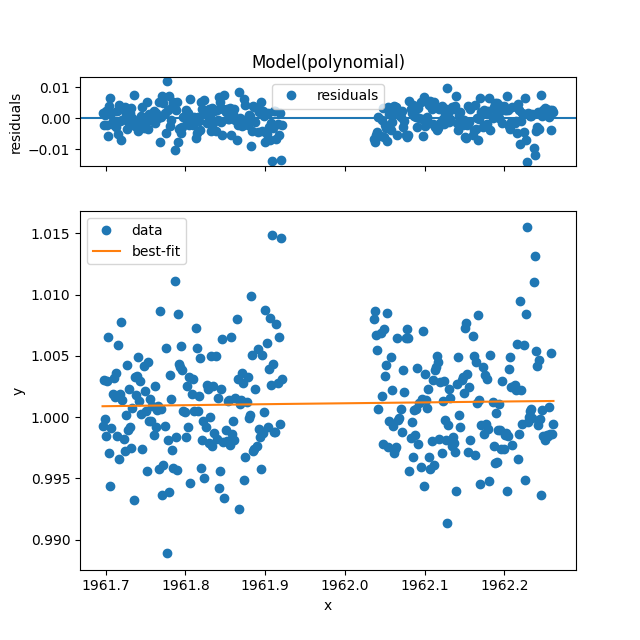 Model(polynomial)
residuals
0.01
0.00
−0.01
residuals
data
best-fit
y
1.015
1.010
1.005
1.000
0.995
0.990
1961.7 1961.8 1961.9 1962.0 1962.1 1962.2
x